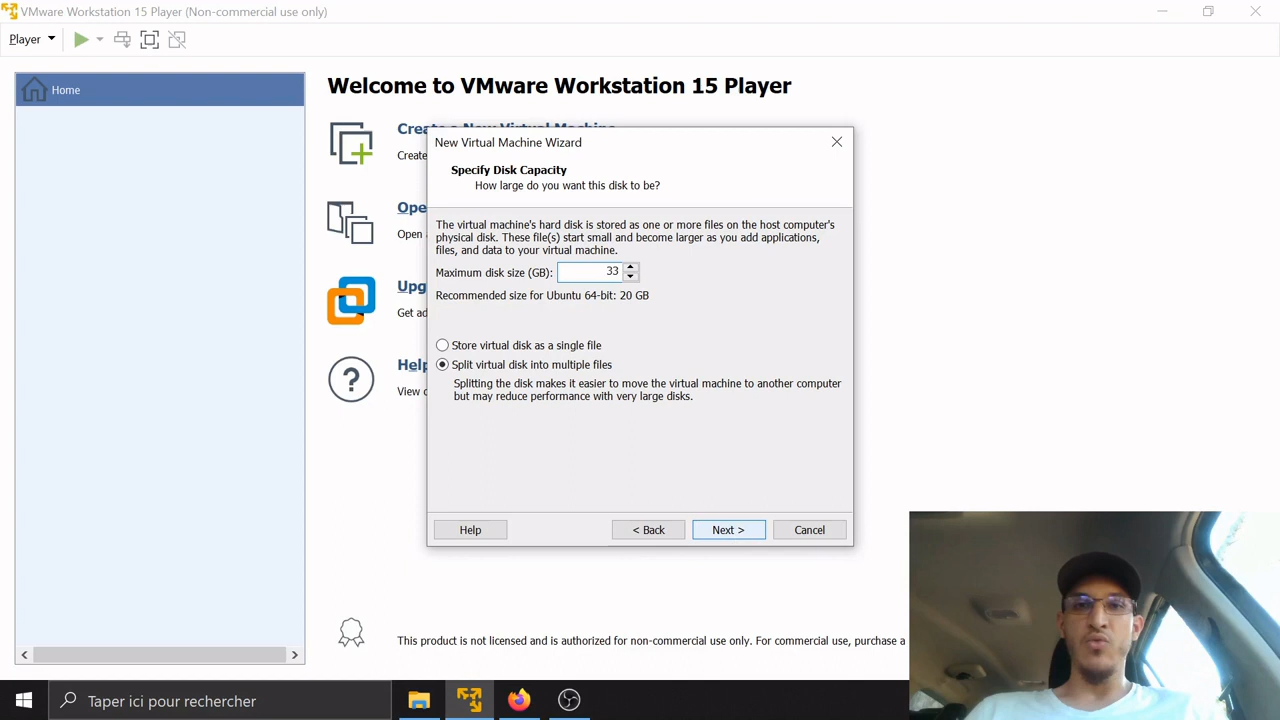 VMware Workstation 15 Player (Non-commercial use only)
Player
Home
Welcome to VMware Workstation 15 Player
Create a New Virtual Machine
Create
Open
Open
Upg
Get ad
Help
View
New Virtual Machine Wizard
Specify Disk Capacity
How large do you want this disk to be?
The virtual machine's hard disk is stored as one or more files on the host computer's
physical disk. These file(s) start small and become larger as you add applications,
files, and data to your virtual machine.
Maximum disk size (GB): 33
Recommended size for Ubuntu 64-bit: 20 GB
Store virtual disk as a single file
Split virtual disk into multiple files
Splitting the disk makes it easier to move the virtual machine to another computer
but may reduce performance with very large disks.
Help
< Back
Next >
Cancel
This product is not licensed and is authorized for non-commercial use only. For commercial use, purchase a
Taper ici pour rechercher